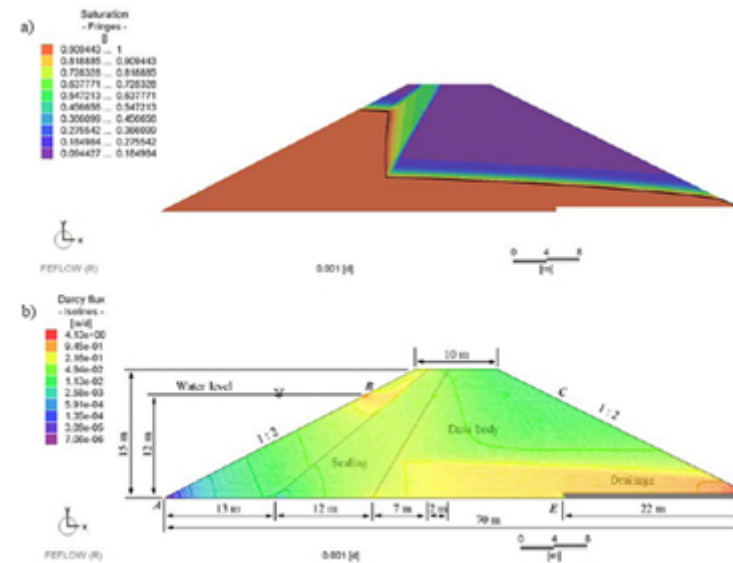 a)
Saturation
- Fringes -
[]
0.909443 ... 1
0.818885 ... 0.909443
0.728328 ... 0.818885
0.637771 ... 0.728328
0.547213 ... 0.637771
0.456656 ... 0.547213
0.366099 ... 0.456656
0.275542 ... 0.366099
0.184984 ... 0.275542
0.094427 ... 0.184984
y
x
FEFLOW (R)
0.001 [d]
0 4 8
[m]
b)
Darcy flux
- Isolines -
[m/d]
4.13e+00
9.45e-01
2.16e-01
4.94e-02
1.13e-02
2.58e-03
5.91e-04
1.35e-04
3.09e-05
7.06e-06
10 m
Water level
B
C
1 : 2
1 : 2
Dam body
15 m
12 m
Sealing
Drainage
A
13 m
12 m
7 m
2 m
E
22 m
70 m
y
x
FEFLOW (R)
0.001 [d]
0 4 8
[m]